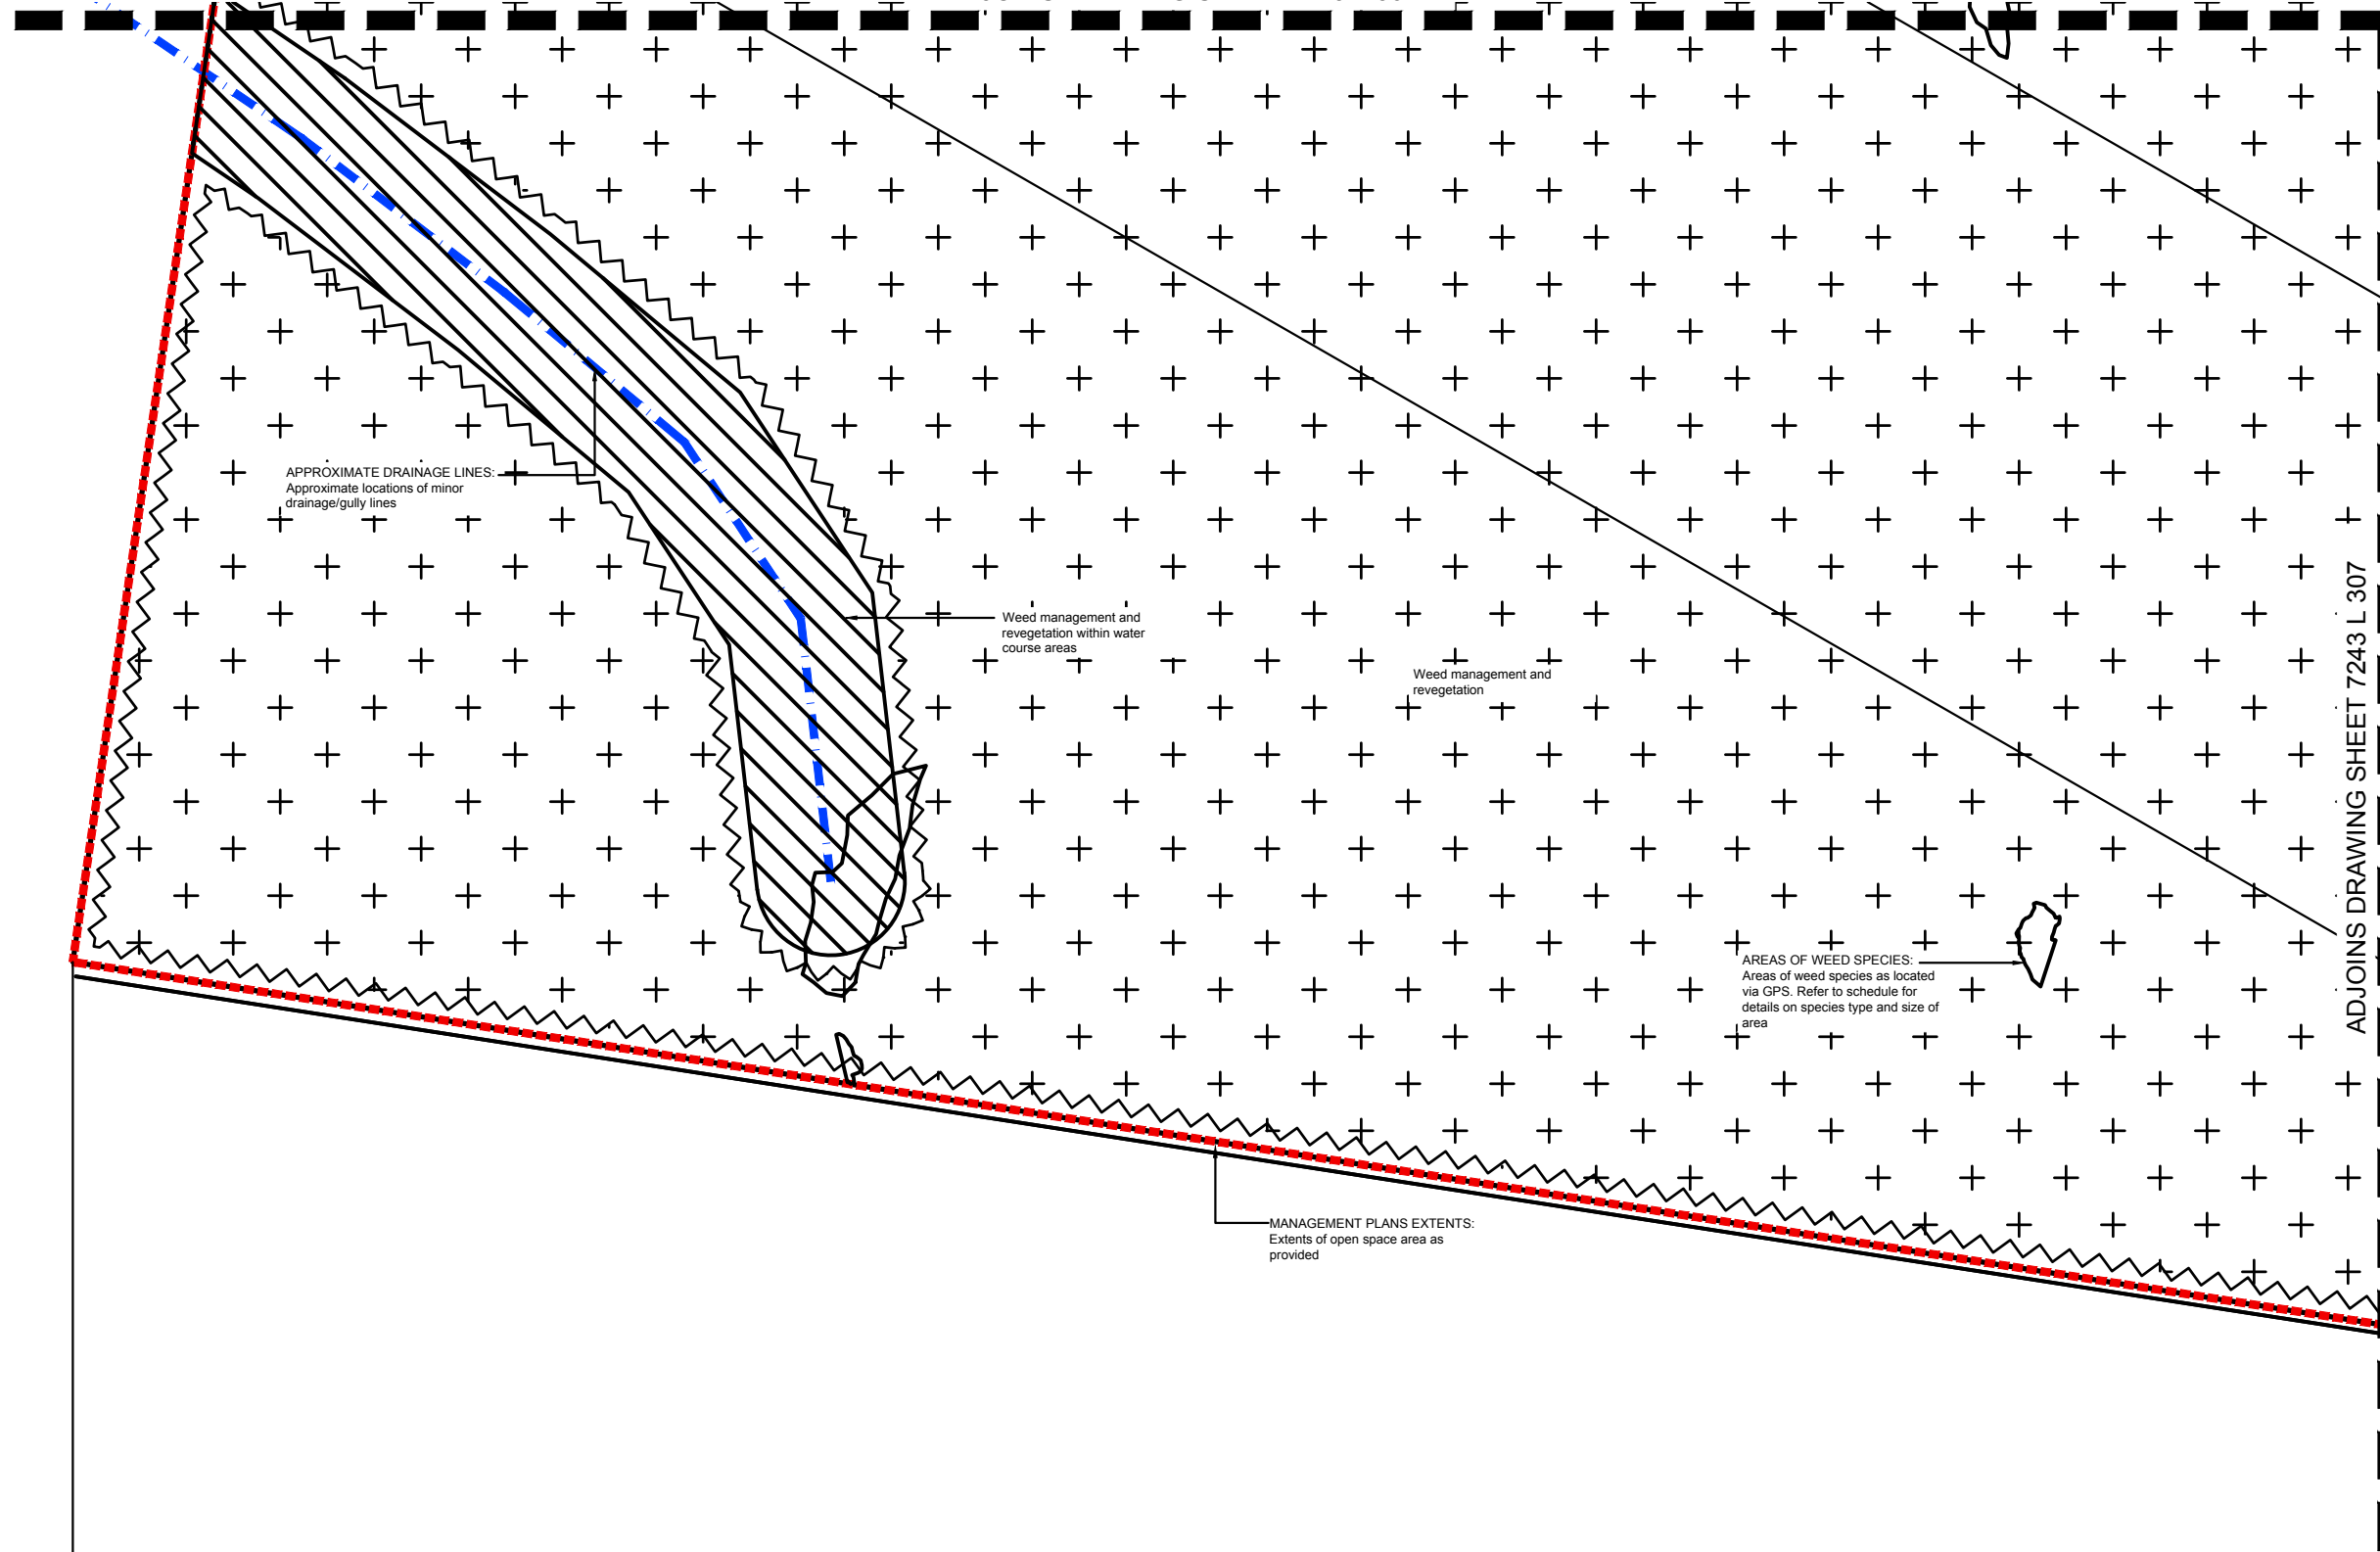 APPROXIMATE DRAINAGE LINES:
Approximate locations of minor
drainage/gully lines
Weed management and
revegetation within water
course areas
Weed management and
revegetation
ADJOINS DRAWING SHEET 7243 L 307
AREAS OF WEED SPECIES:
Areas of weed species as located
via GPS. Refer to schedule for
details on species type and size of
area
MANAGEMENT PLANS EXTENTS:
Extents of open space area as
provided